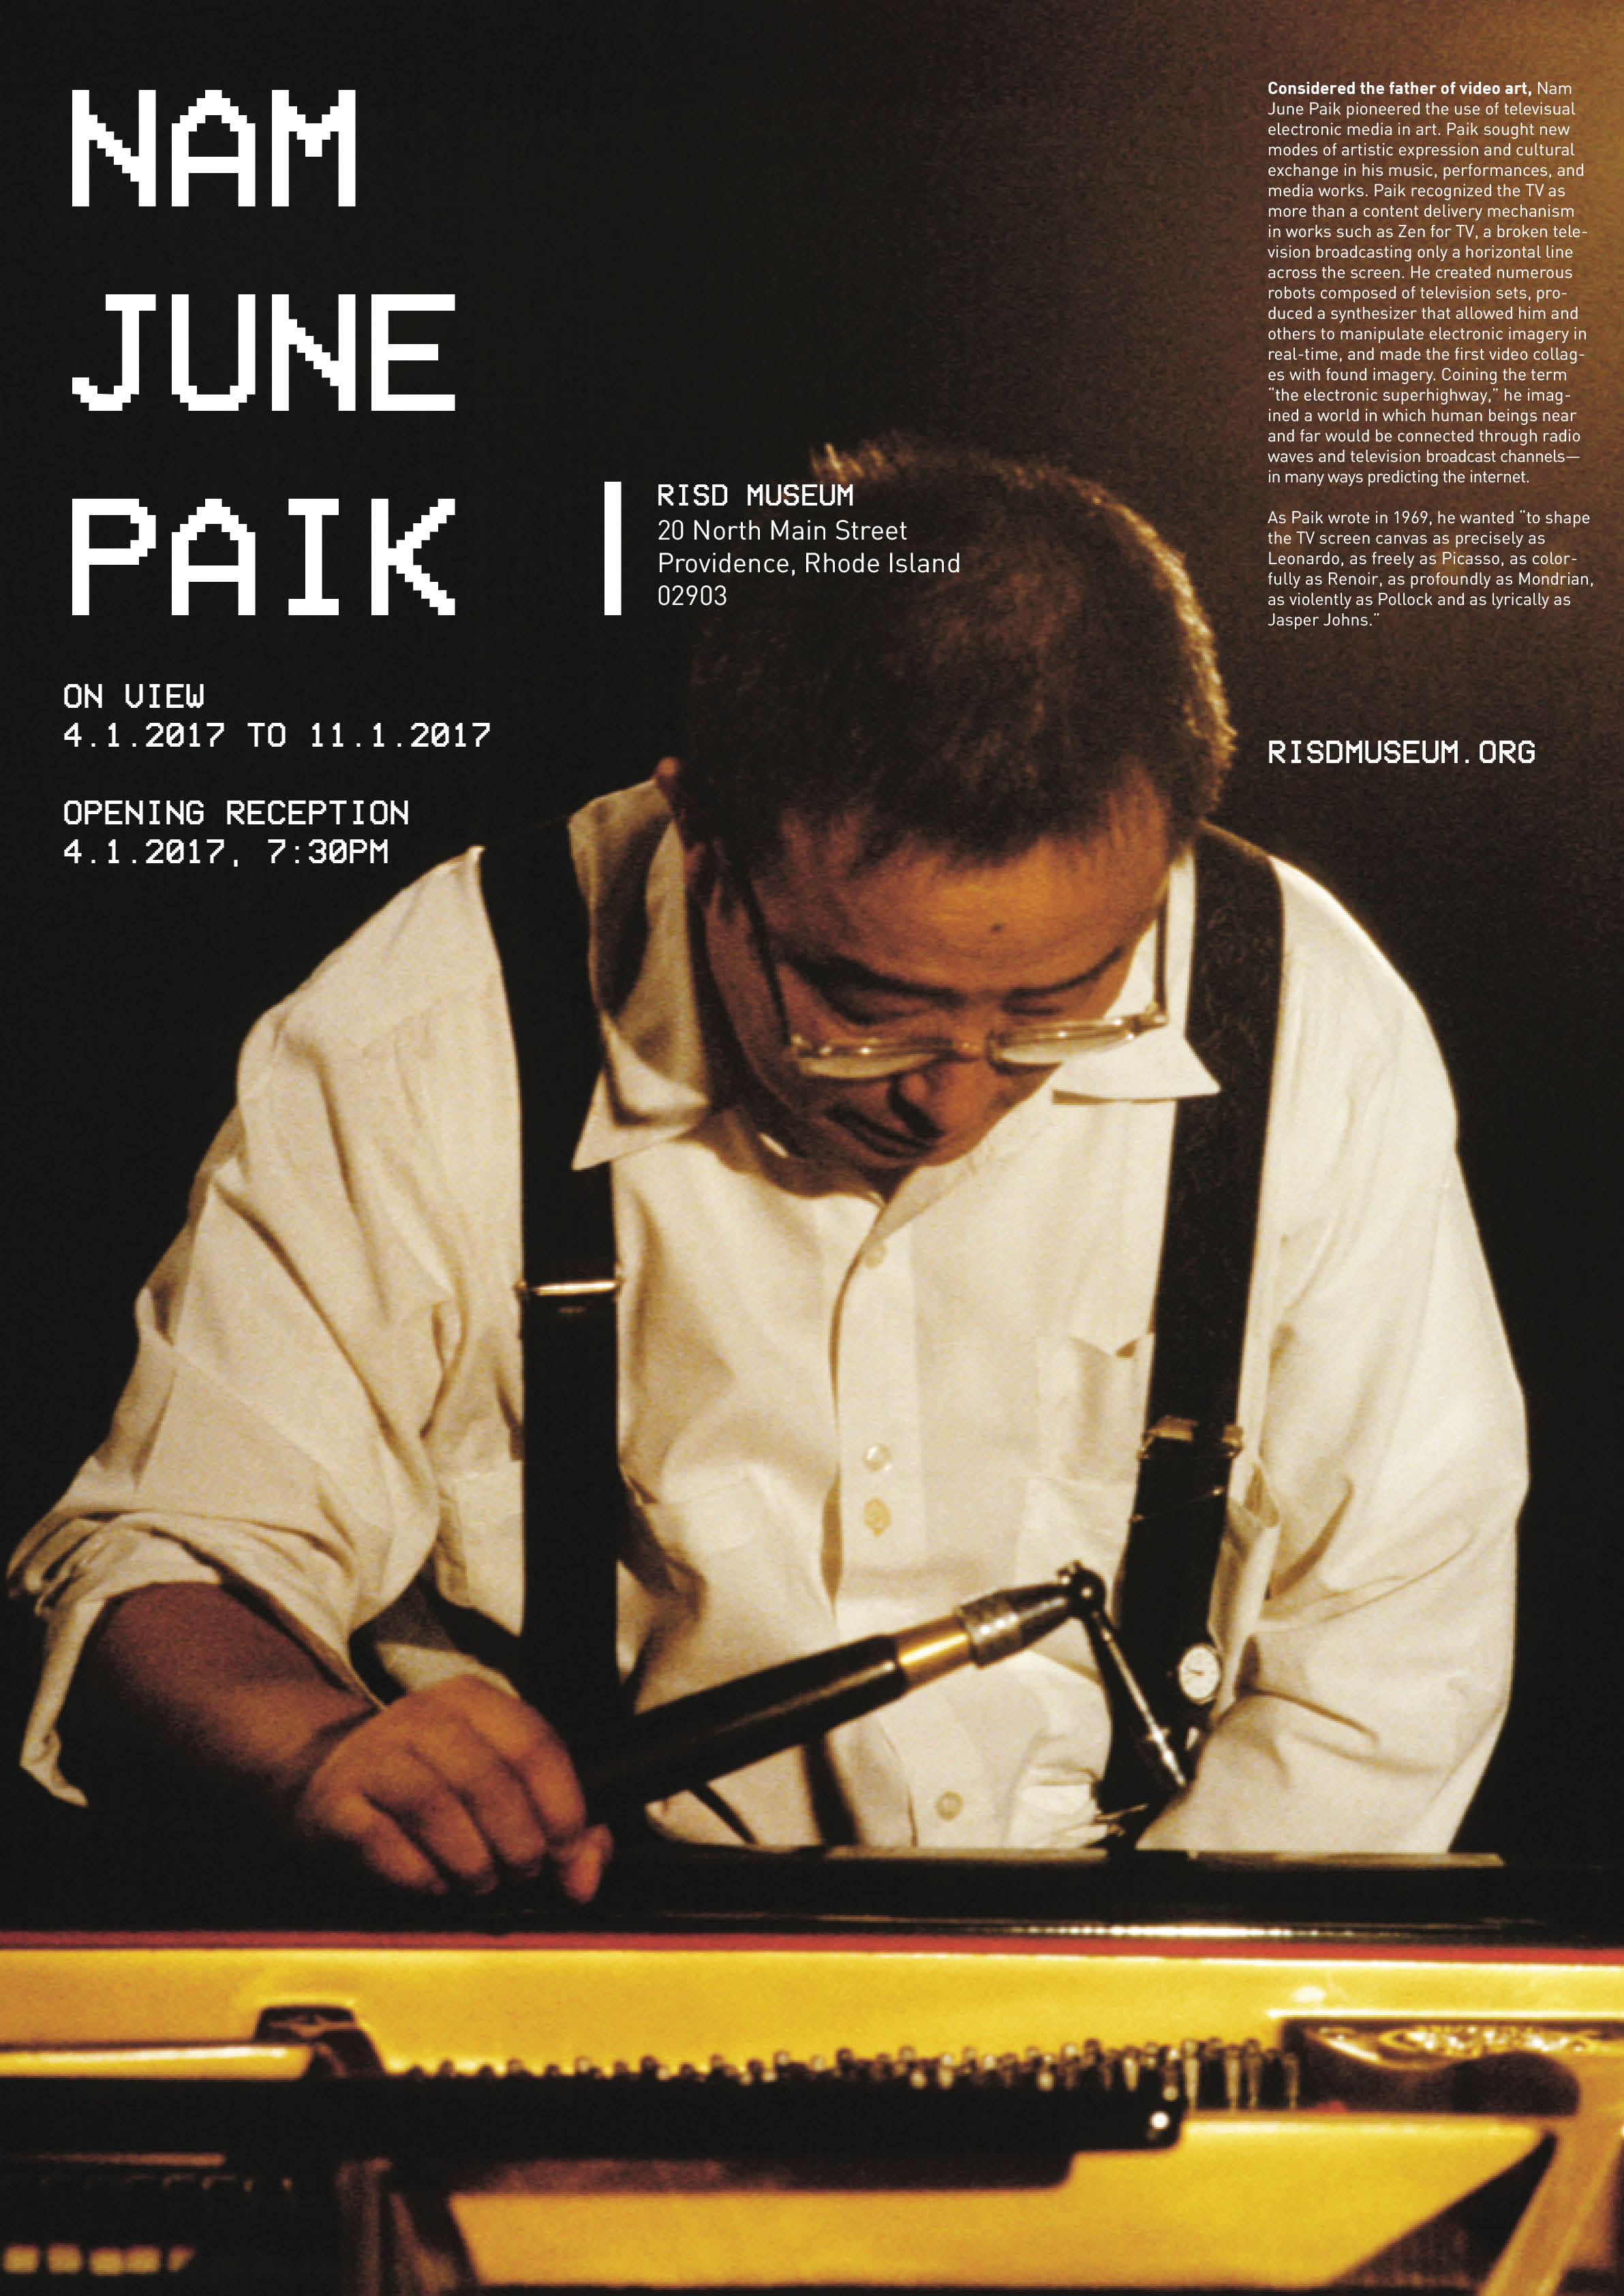 NAM
JUNE
PAIK
RISD MUSEUM
20 North Main Street
Providence, Rhode Island
02903
ON VIEW
4.1.2017 TO 11.1.2017
OPENING RECEPTION
4.1.2017, 7:30PM
Considered the father of video art, Nam
June Paik pioneered the use of televisual
electronic media in art. Paik sought new
modes of artistic expression and cultural
exchange in his music, performances, and
media works. Paik recognized the TV as
more than a content delivery mechanism
in works such as Zen for TV, a broken tele-
vision broadcasting only a horizontal line
across the screen. He created numerous
robots composed of television sets, pro-
duced a synthesizer that allowed him and
others to manipulate electronic imagery in
real-time, and made the first video collag-
es with found imagery. Coining the term
“the electronic superhighway,” he imag-
ined a world in which human beings near
and far would be connected through radio
waves and television broadcast channels—
in many ways predicting the internet.
As Paik wrote in 1969, he wanted “to shape
the TV screen canvas as precisely as
Leonardo, as freely as Picasso, as color-
fully as Renoir, as profoundly as Mondrian,
as violently as Pollock and as lyrically as
Jasper Johns.”
RISDMUSEUM.ORG